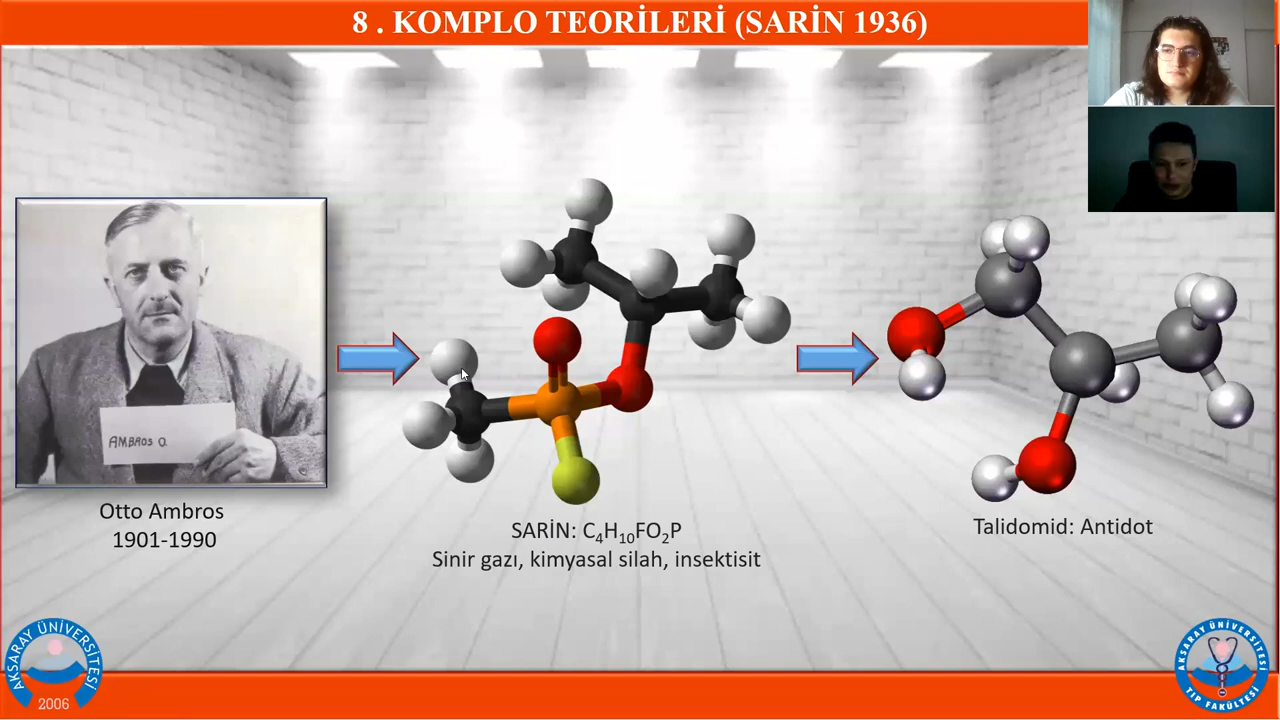 8 . KOMPLO TEORİLERİ (SARİN 1936)
AMBROS O.
Otto Ambros
1901-1990
SARİN: C₄H₁₀FO₂P
Sinir gazı, kimyasal silah, insektisit
Talidomid: Antidot
AKSARAY ÜNİVERSİTESİ
2006
AKSARAY ÜNİVERSİTESİ
TIP FAKÜLTESİ